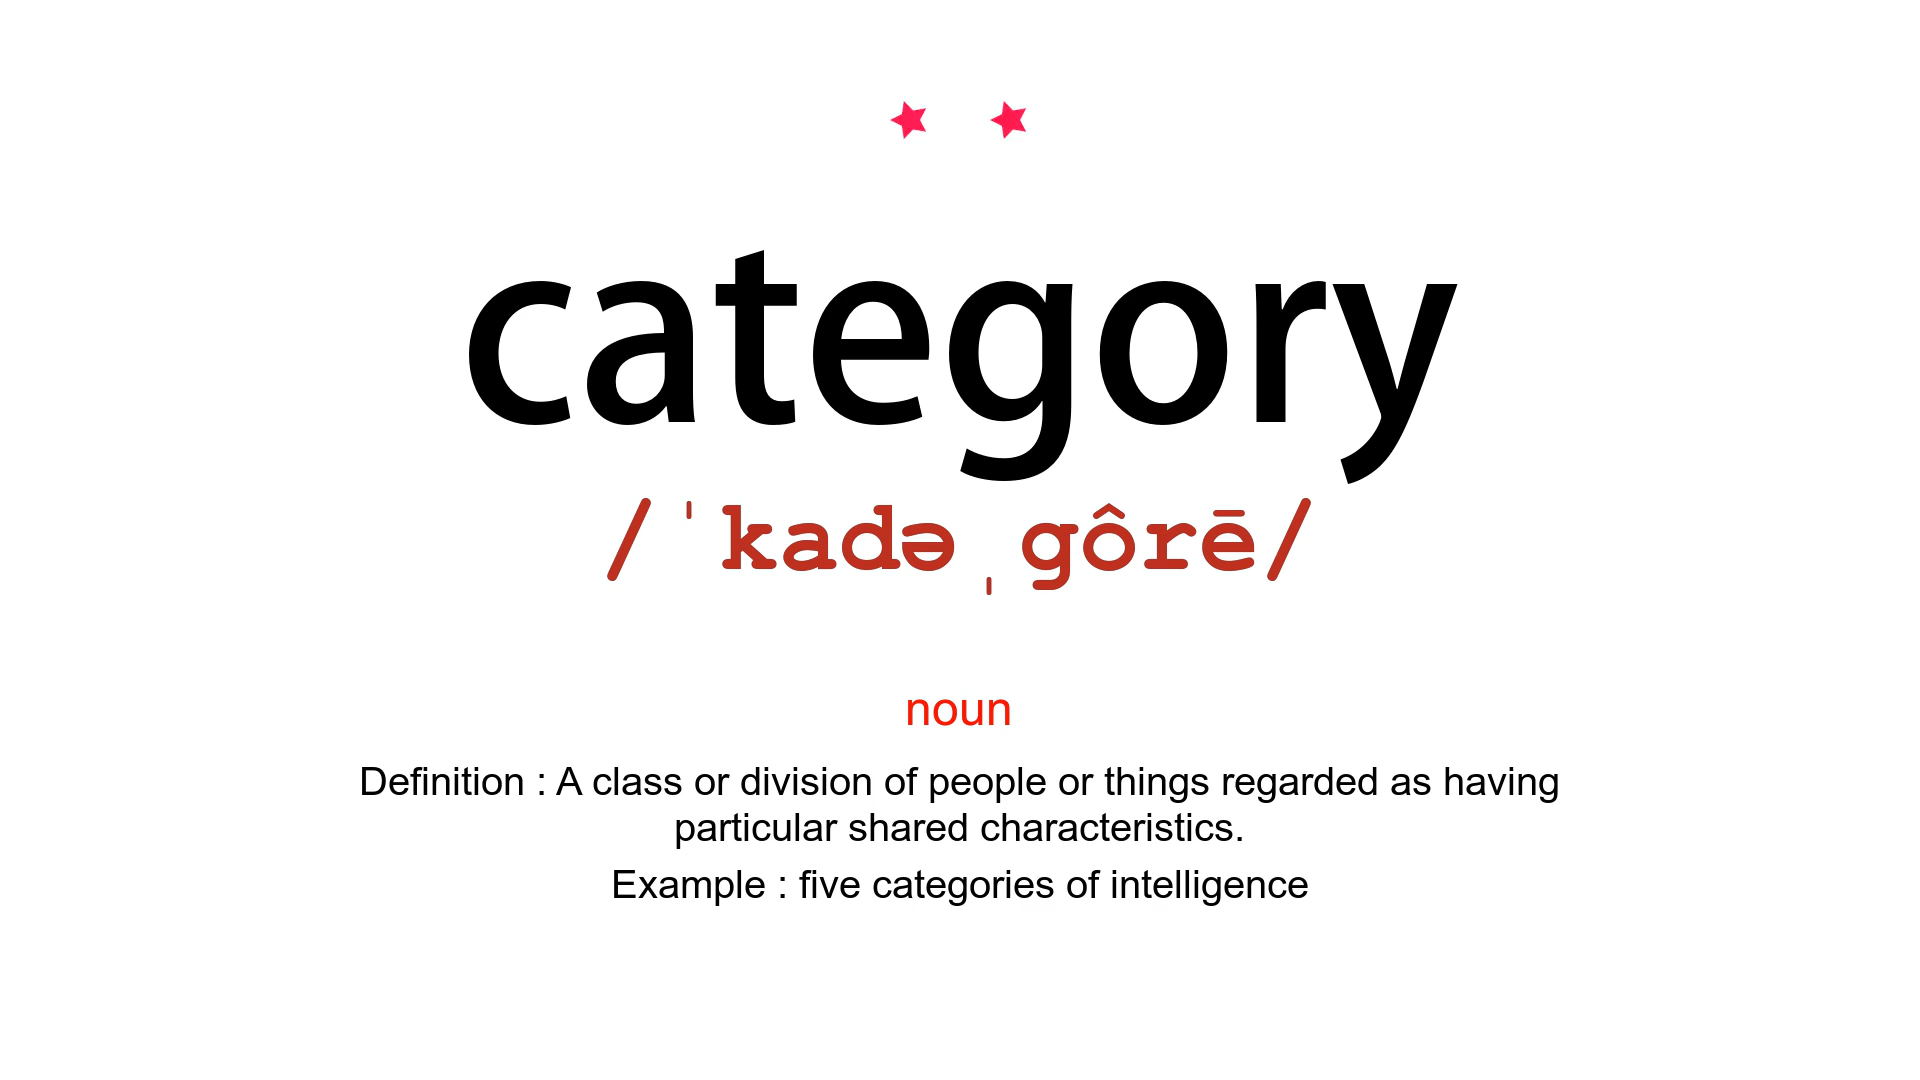 category
/ˈkadəˌɡôrē/
noun
Definition : A class or division of people or things regarded as having
particular shared characteristics.
Example : five categories of intelligence